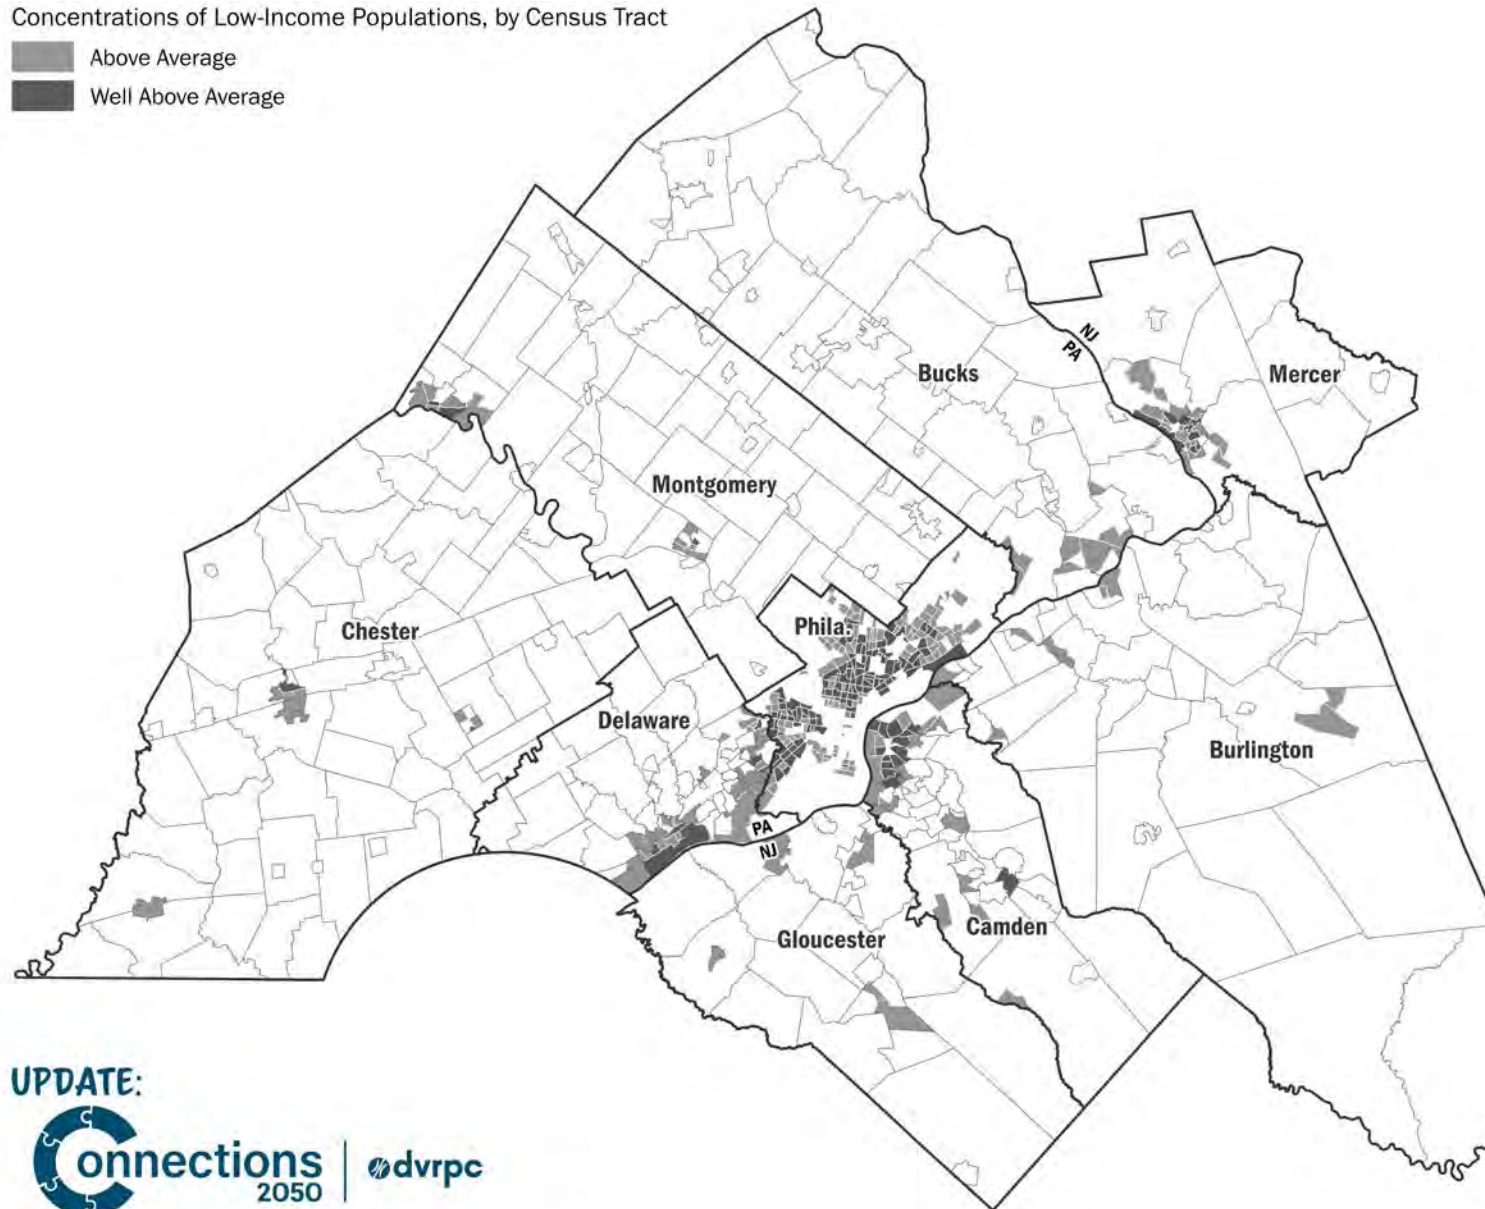 Concentrations of Low-Income Populations, by Census Tract
Above Average
Well Above Average
NJ
PA
Bucks
Mercer
Montgomery
Phila.
Chester
Delaware
Burlington
PA
NJ
Camden
Gloucester
UPDATE:
Connections
2050
dvrpc